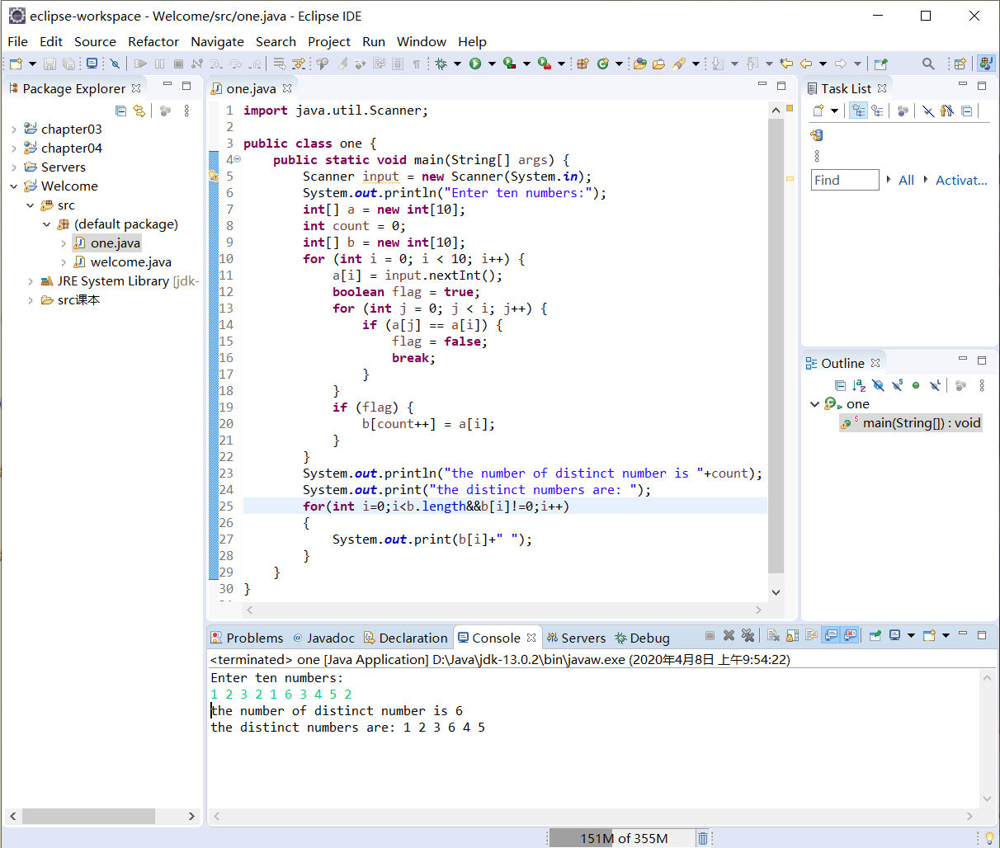 eclipse-workspace - Welcome/src/one.java - Eclipse IDE
File Edit Source Refactor Navigate Search Project Run Window Help
Package Explorer
chapter03
chapter04
Servers
Welcome
src
(default package)
one.java
welcome.java
JRE System Library [jdk-
src课本
one.java
1 import java.util.Scanner;
2
3 public class one {
4 public static void main(String[] args) {
5 Scanner input = new Scanner(System.in);
6 System.out.println("Enter ten numbers:");
7 int[] a = new int[10];
8 int count = 0;
9 int[] b = new int[10];
10 for (int i = 0; i < 10; i++) {
11 a[i] = input.nextInt();
12 boolean flag = true;
13 for (int j = 0; j < i; j++) {
14 if (a[j] == a[i]) {
15 flag = false;
16 break;
17 }
18 }
19 if (flag) {
20 b[count++] = a[i];
21 }
22 }
23 System.out.println("the number of distinct number is "+count);
24 System.out.print("the distinct numbers are: ");
25 for(int i=0;i<b.length&&b[i]!=0;i++)
26 {
27 System.out.print(b[i]+" ");
28 }
29 }
30 }
Task List
Find All Activat...
Outline
one
main(String[]) : void
Problems @ Javadoc Declaration Console Servers Debug
<terminated> one [Java Application] D:\Java\jdk-13.0.2\bin\javaw.exe (2020年4月8日 上午9:54:22)
Enter ten numbers:
1 2 3 2 1 6 3 4 5 2
the number of distinct number is 6
the distinct numbers are: 1 2 3 6 4 5
151M of 355M